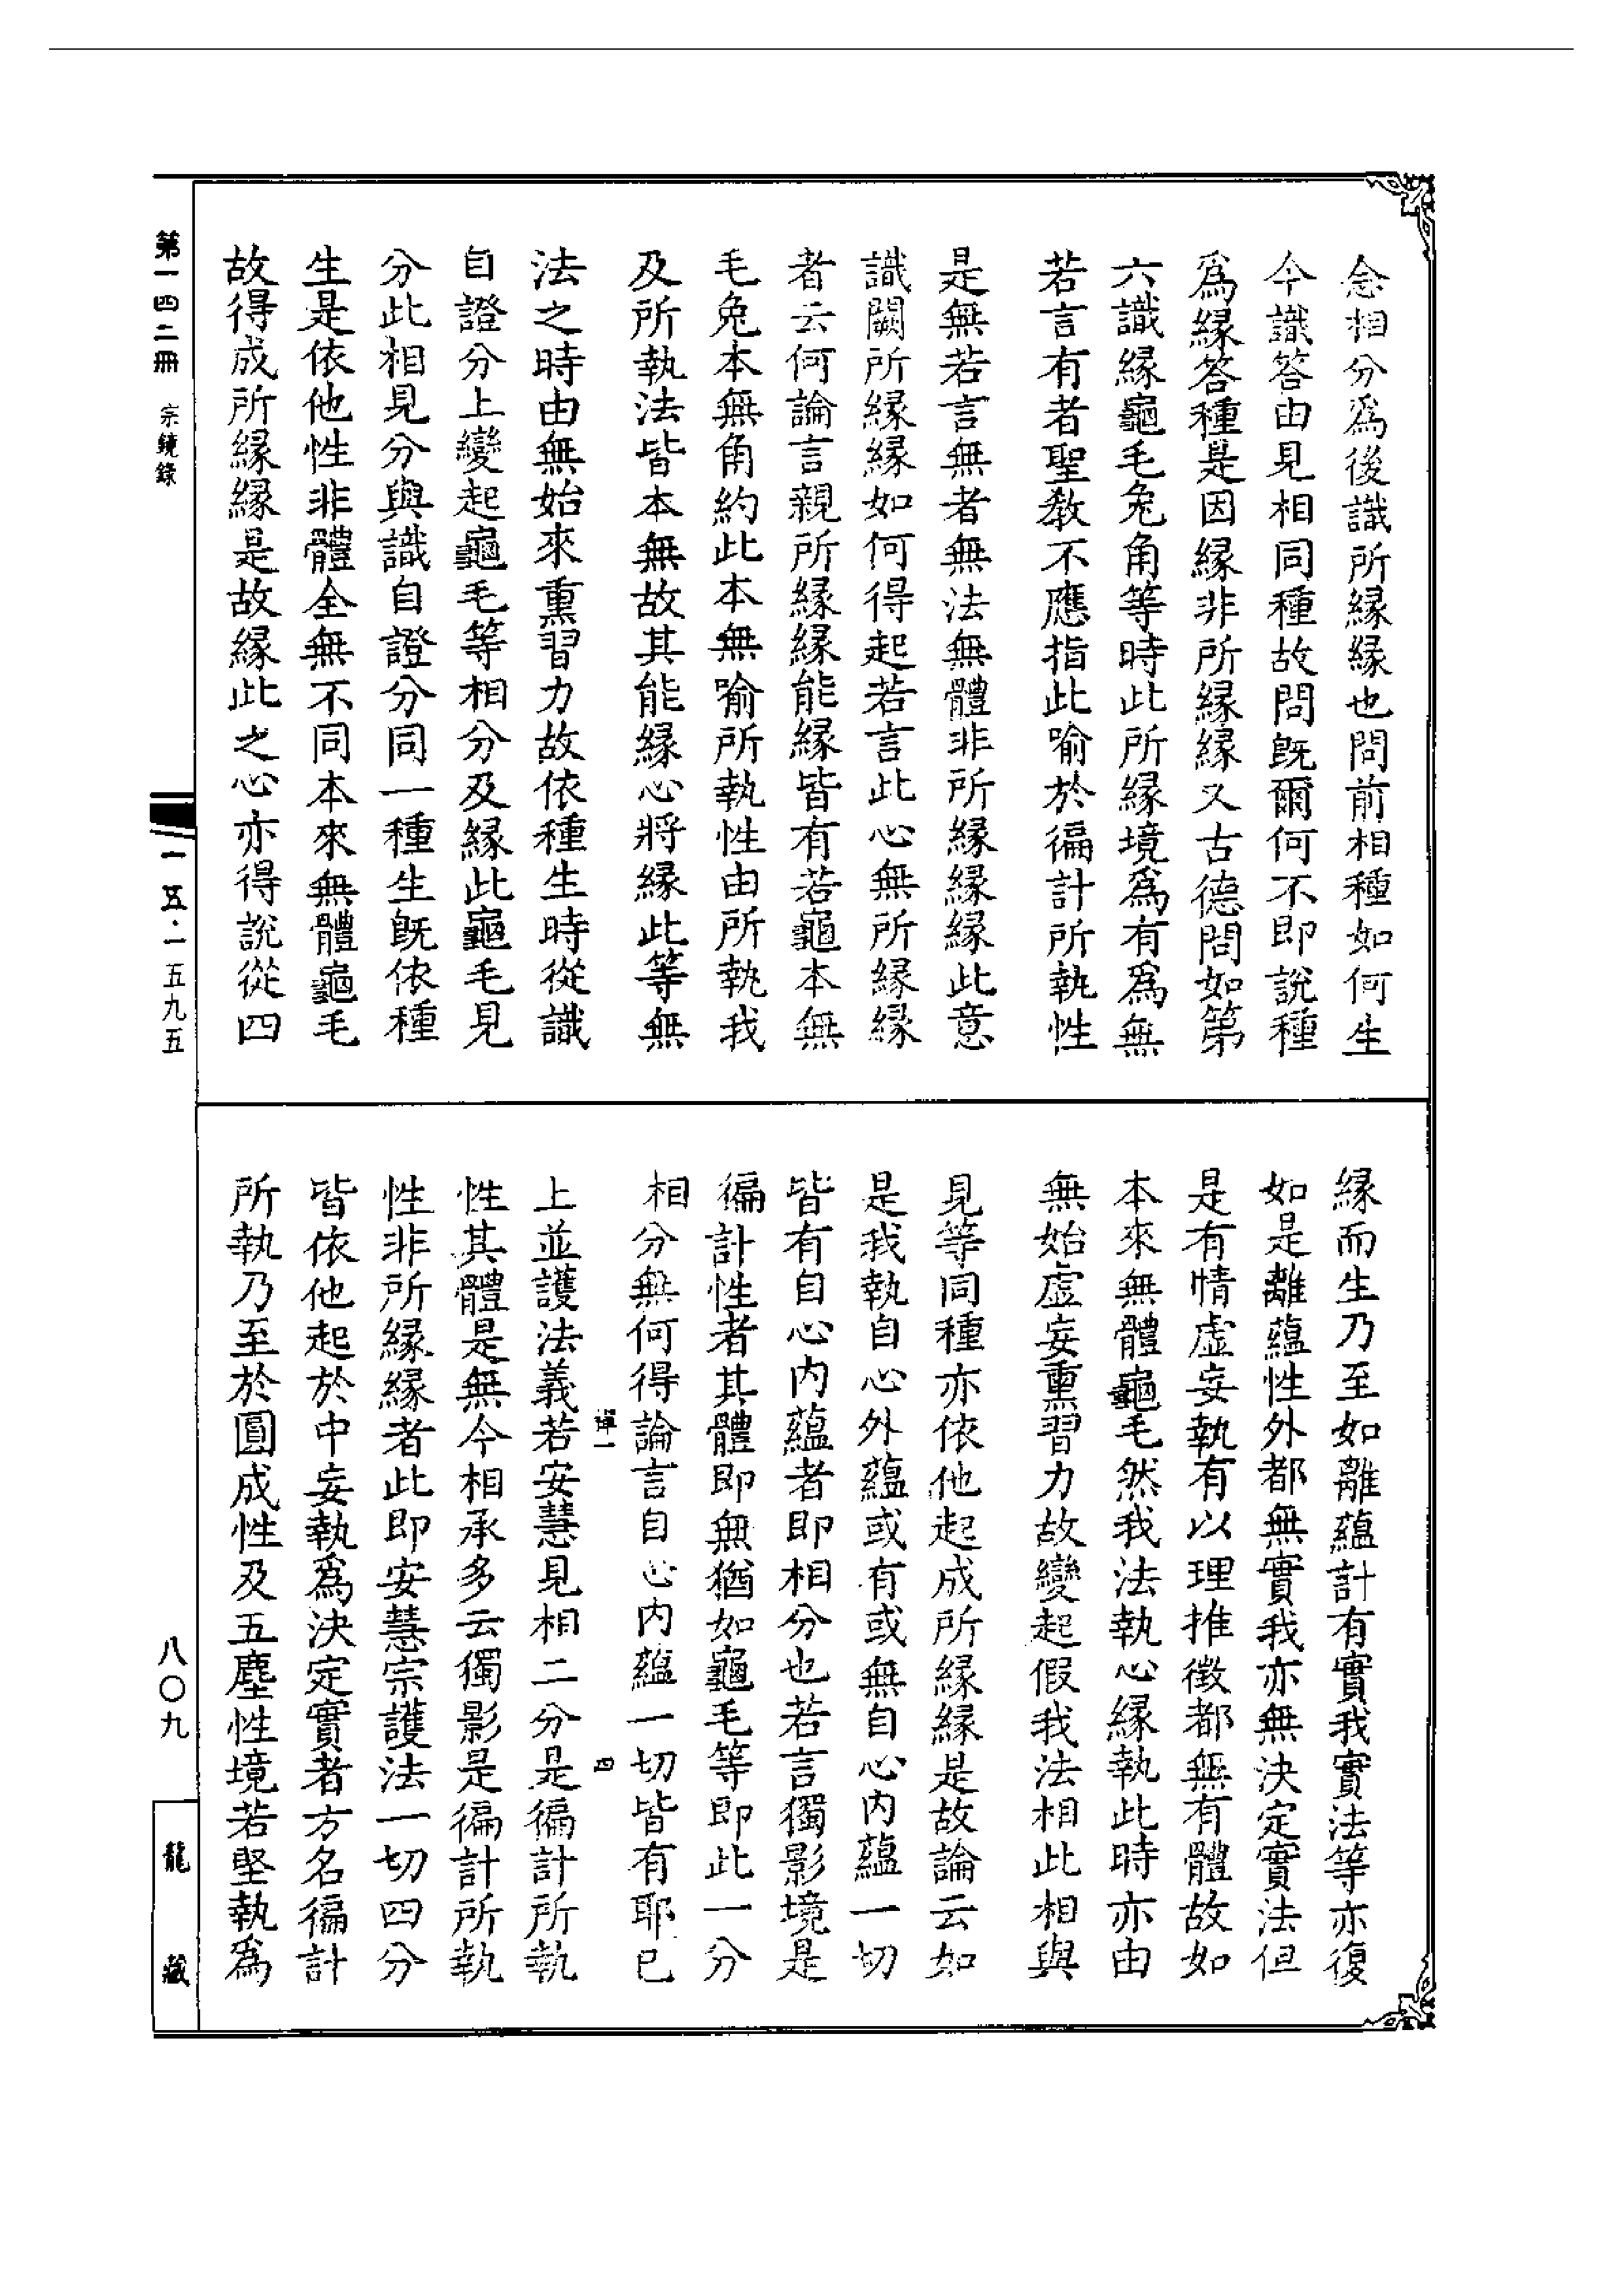 念相分爲後識所緣緣也問前相種如何生
今識答由見相同種故問既爾何不即說種
爲緣答種是因緣非所緣緣又古德問如第
六識緣龜毛兔角等時此所緣境爲有爲無
若言有者聖教不應指此喻於徧計所執性
是無若言無者無法無體非所緣緣緣此意
識闕所緣緣如何得起若言此心無所緣緣
者云何論言親所緣緣能緣皆有若龜本無
毛兔本無角約此本無喻所執性由所執我
及所執法皆本無故其能緣心將緣此等無
法之時由無始來熏習力故依種生時從識
自證分上變起龜毛等相分及緣此龜毛見
分此相見分與識自證分同一種生既依種
生是依他性非體全無不同本來無體龜毛
故得成所緣緣是故緣此之心亦得說從四
緣而生乃至如離蘊計有實我實法等亦復
如是離蘊性外都無實我亦無決定實法但
是有情虛妄執有以理推徵都無有體故如
本來無體龜毛然我法執心緣執此時亦由
無始虛妄熏習力故變起假我法相此相與
見等同種亦依他起成所緣緣是故論云如
是我執自心外蘊或有或無自心內蘊一切
皆有自心內蘊者即相分也若言獨影境是
徧計性者其體即無猶如龜毛等即此一分
相分無何得論言自心內蘊一切皆有耶已
禪一 四
上並護法義若安慧見相二分是徧計所執
性其體是無今相承多云獨影是徧計所執
性非所緣緣者此即安慧宗護法一切四分
皆依他起於中妄執爲決定實者方名徧計
所執乃至於圓成性及五塵性境若堅執爲
第一四二冊 宗鏡錄
一五·一五九五
八〇九
龍藏